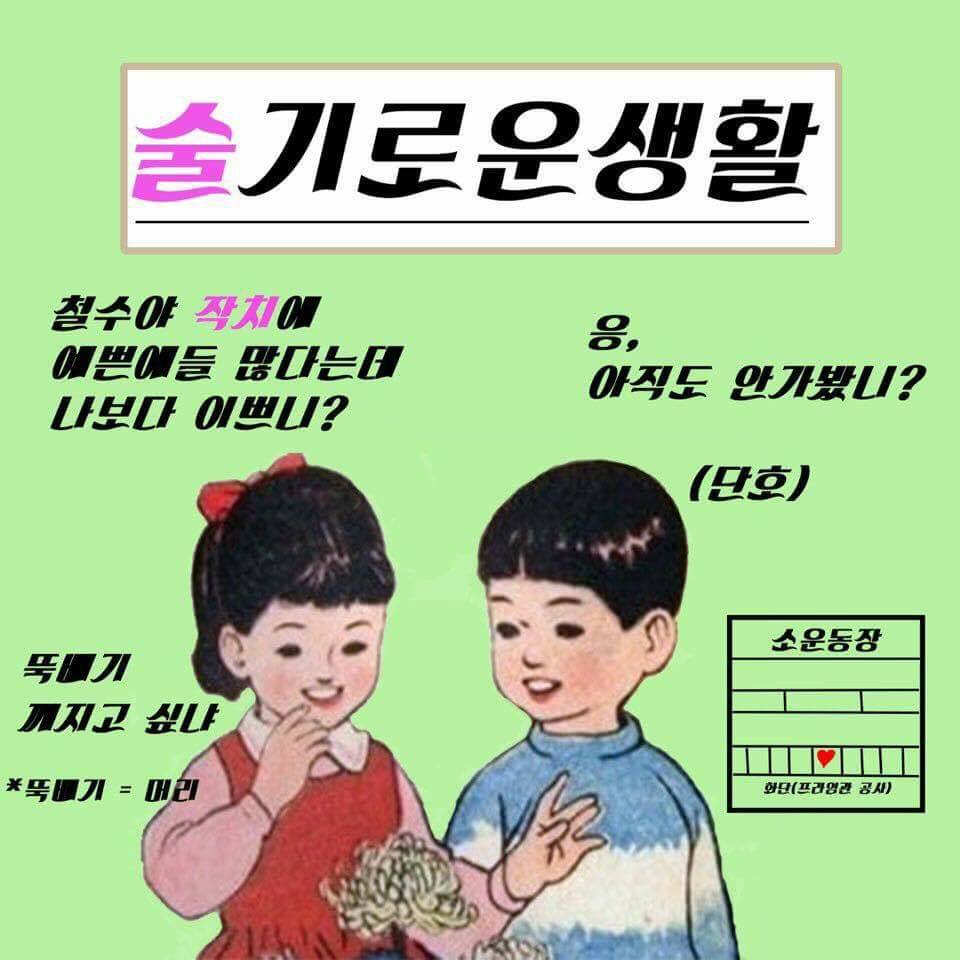 술기로운생활
철수야 작치에
예쁜애들 많다는데
나보다 이쁘니?
응,
아직도 안가봤니?
(단호)
뚝배기
깨지고 싶냐
*뚝배기 = 머리
소운동장
화단(프라임관 공사)